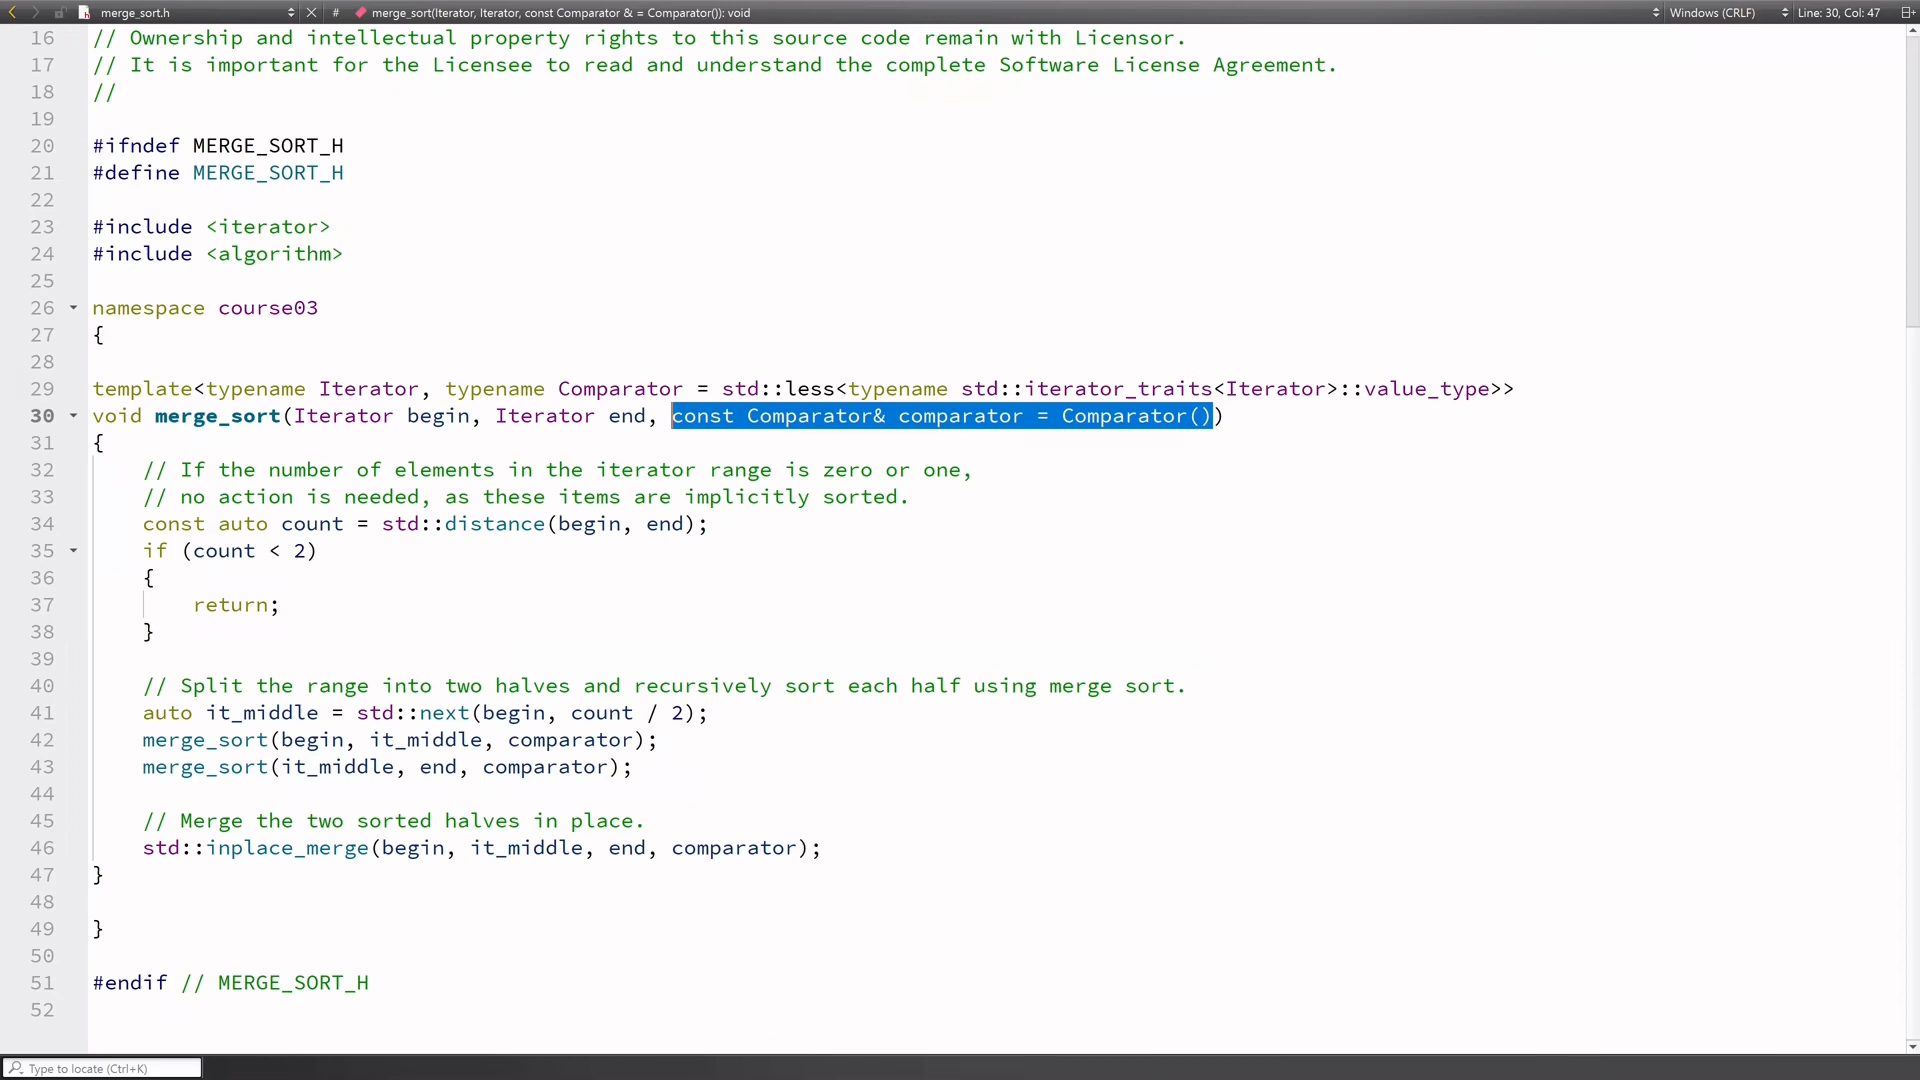 merge_sort.h # merge_sort(Iterator, Iterator, const Comparator & = Comparator()): void Windows (CRLF) Line: 30, Col: 47
16 // Ownership and intellectual property rights to this source code remain with Licensor.
17 // It is important for the Licensee to read and understand the complete Software License Agreement.
18 //
19
20 #ifndef MERGE_SORT_H
21 #define MERGE_SORT_H
22
23 #include <iterator>
24 #include <algorithm>
25
26 namespace course03
27 {
28
29 template<typename Iterator, typename Comparator = std::less<typename std::iterator_traits<Iterator>::value_type>>
30 void merge_sort(Iterator begin, Iterator end, const Comparator& comparator = Comparator())
31 {
32     // If the number of elements in the iterator range is zero or one,
33     // no action is needed, as these items are implicitly sorted.
34     const auto count = std::distance(begin, end);
35     if (count < 2)
36     {
37         return;
38     }
39
40     // Split the range into two halves and recursively sort each half using merge sort.
41     auto it_middle = std::next(begin, count / 2);
42     merge_sort(begin, it_middle, comparator);
43     merge_sort(it_middle, end, comparator);
44
45     // Merge the two sorted halves in place.
46     std::inplace_merge(begin, it_middle, end, comparator);
47 }
48
49 }
50
51 #endif // MERGE_SORT_H
52
Type to locate (Ctrl+K)